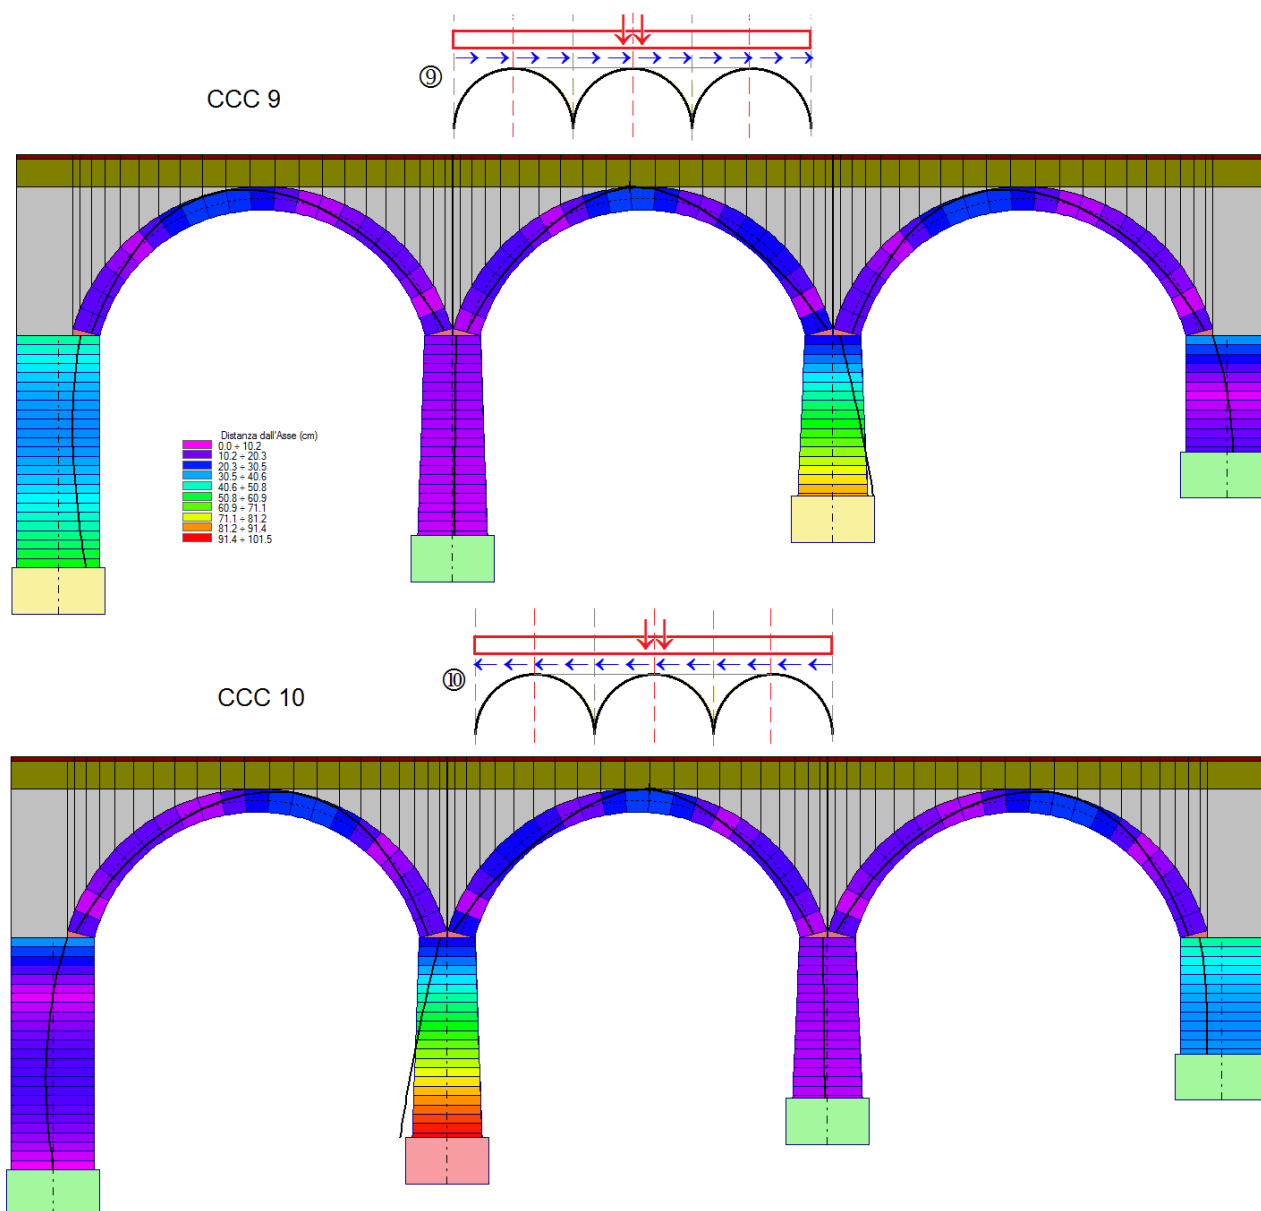 ⑨
CCC 9
Distanza dall'Asse (cm)
0.0 ÷ 10.2
10.2 ÷ 20.3
20.3 ÷ 30.5
30.5 ÷ 40.6
40.6 ÷ 50.8
50.8 ÷ 60.9
60.9 ÷ 71.1
71.1 ÷ 81.2
81.2 ÷ 91.4
91.4 ÷ 101.5
⑩
CCC 10